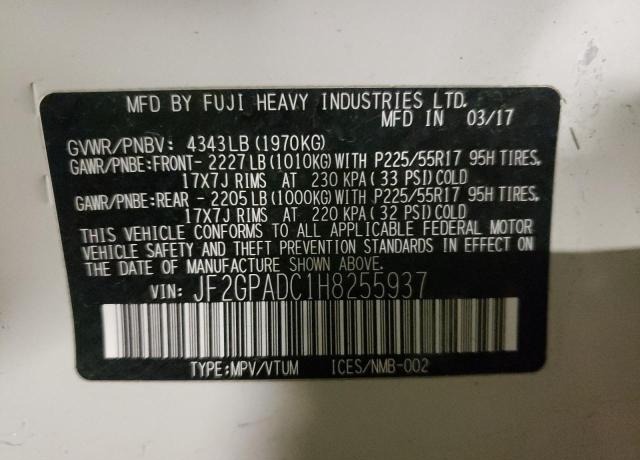 MFD BY FUJI HEAVY INDUSTRIES LTD.
MFD IN 03/17
GVWR/PNBV: 4343LB (1970KG)
GAWR/PNBE:FRONT- 2227LB (1010KG) WITH P225/55R17 95H TIRES,
17X7J RIMS AT 230 KPA (33 PSI) COLD
GAWR/PNBE:REAR - 2205LB (1000KG) WITH P225/55R17 95H TIRES,
17X7J RIMS AT 220 KPA (32 PSI) COLD
THIS VEHICLE CONFORMS TO ALL APPLICABLE FEDERAL MOTOR
VEHICLE SAFETY AND THEFT PREVENTION STANDARDS IN EFFECT ON
THE DATE OF MANUFACTURE SHOWN ABOVE.
VIN: JF2GPADC1H8255937
TYPE:MPV/VTUM ICES/NMB-002